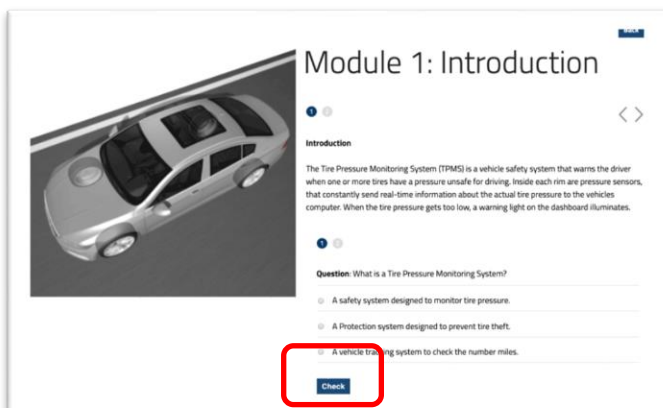 Back
Module 1: Introduction
1 2
Introduction
The Tire Pressure Monitoring System (TPMS) is a vehicle safety system that warns the driver
when one or more tires have a pressure unsafe for driving. Inside each rim are pressure sensors,
that constantly send real-time information about the actual tire pressure to the vehicles
computer. When the tire pressure gets too low, a warning light on the dashboard illuminates.
1 2
Question: What is a Tire Pressure Monitoring System?
A safety system designed to monitor tire pressure.
A Protection system designed to prevent tire theft.
A vehicle tracking system to check the number miles.
Check